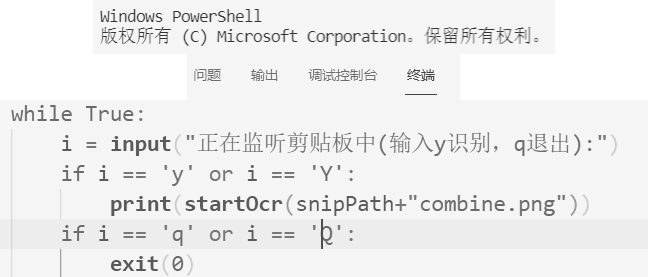 Windows PowerShell
版权所有 (C) Microsoft Corporation。保留所有权利。
问题 输出 调试控制台 终端
while True:
    i = input("正在监听剪贴板中(输入y识别，q退出):")
    if i == 'y' or i == 'Y':
        print(startOcr(snipPath+"combine.png"))
    if i == 'q' or i == 'Q':
        exit(0)